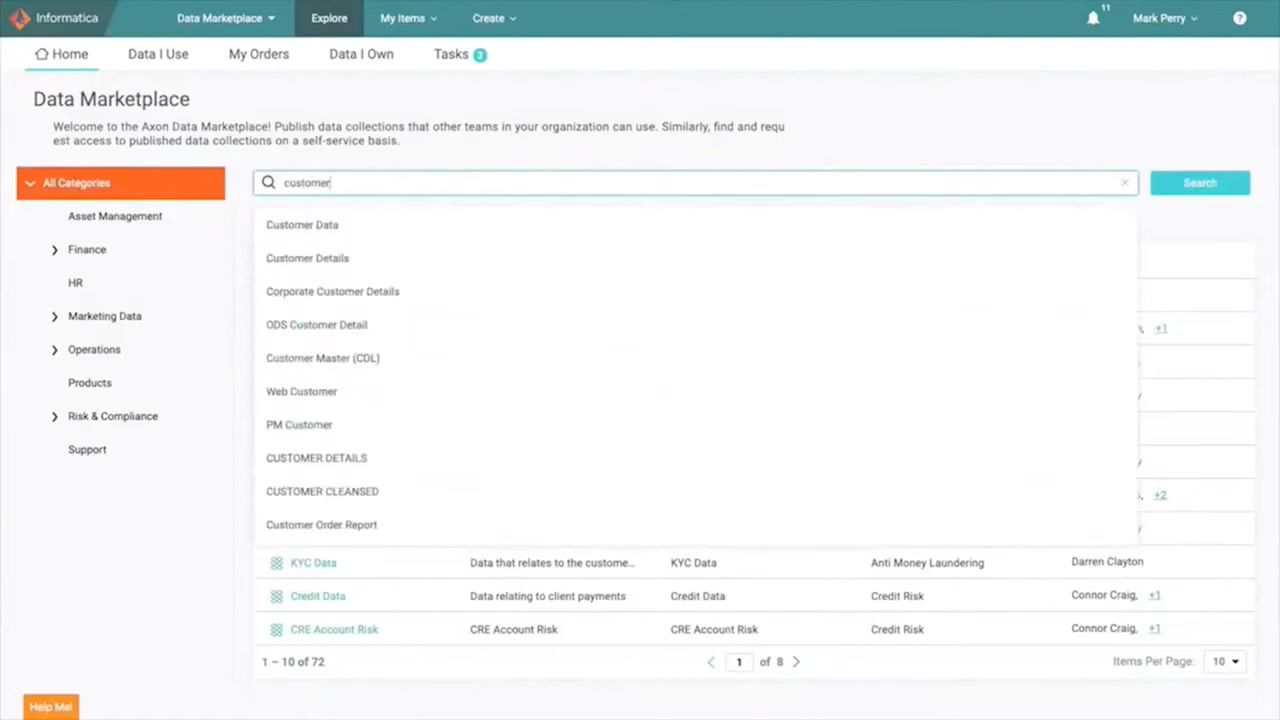 Informatica
Data Marketplace
Explore
My Items
Create
11
Mark Perry
?
Home
Data I Use
My Orders
Data I Own
Tasks 3
Data Marketplace
Welcome to the Axon Data Marketplace! Publish data collections that other teams in your organization can use. Similarly, find and requ
est access to published data collections on a self-service basis.
All Categories
Asset Management
Finance
HR
Marketing Data
Operations
Products
Risk & Compliance
Support
customer
Search
Customer Data
Customer Details
Corporate Customer Details
ODS Customer Detail
Customer Master (CDL)
Web Customer
PM Customer
CUSTOMER DETAILS
CUSTOMER CLEANSED
Customer Order Report
+1
+2
KYC Data Data that relates to the custome... KYC Data Anti Money Laundering Darren Clayton
Credit Data Data relating to client payments Credit Data Credit Risk Connor Craig, +1
CRE Account Risk CRE Account Risk CRE Account Risk Credit Risk Connor Craig, +1
1 – 10 of 72
1 of 8
Items Per Page: 10
Help Me!